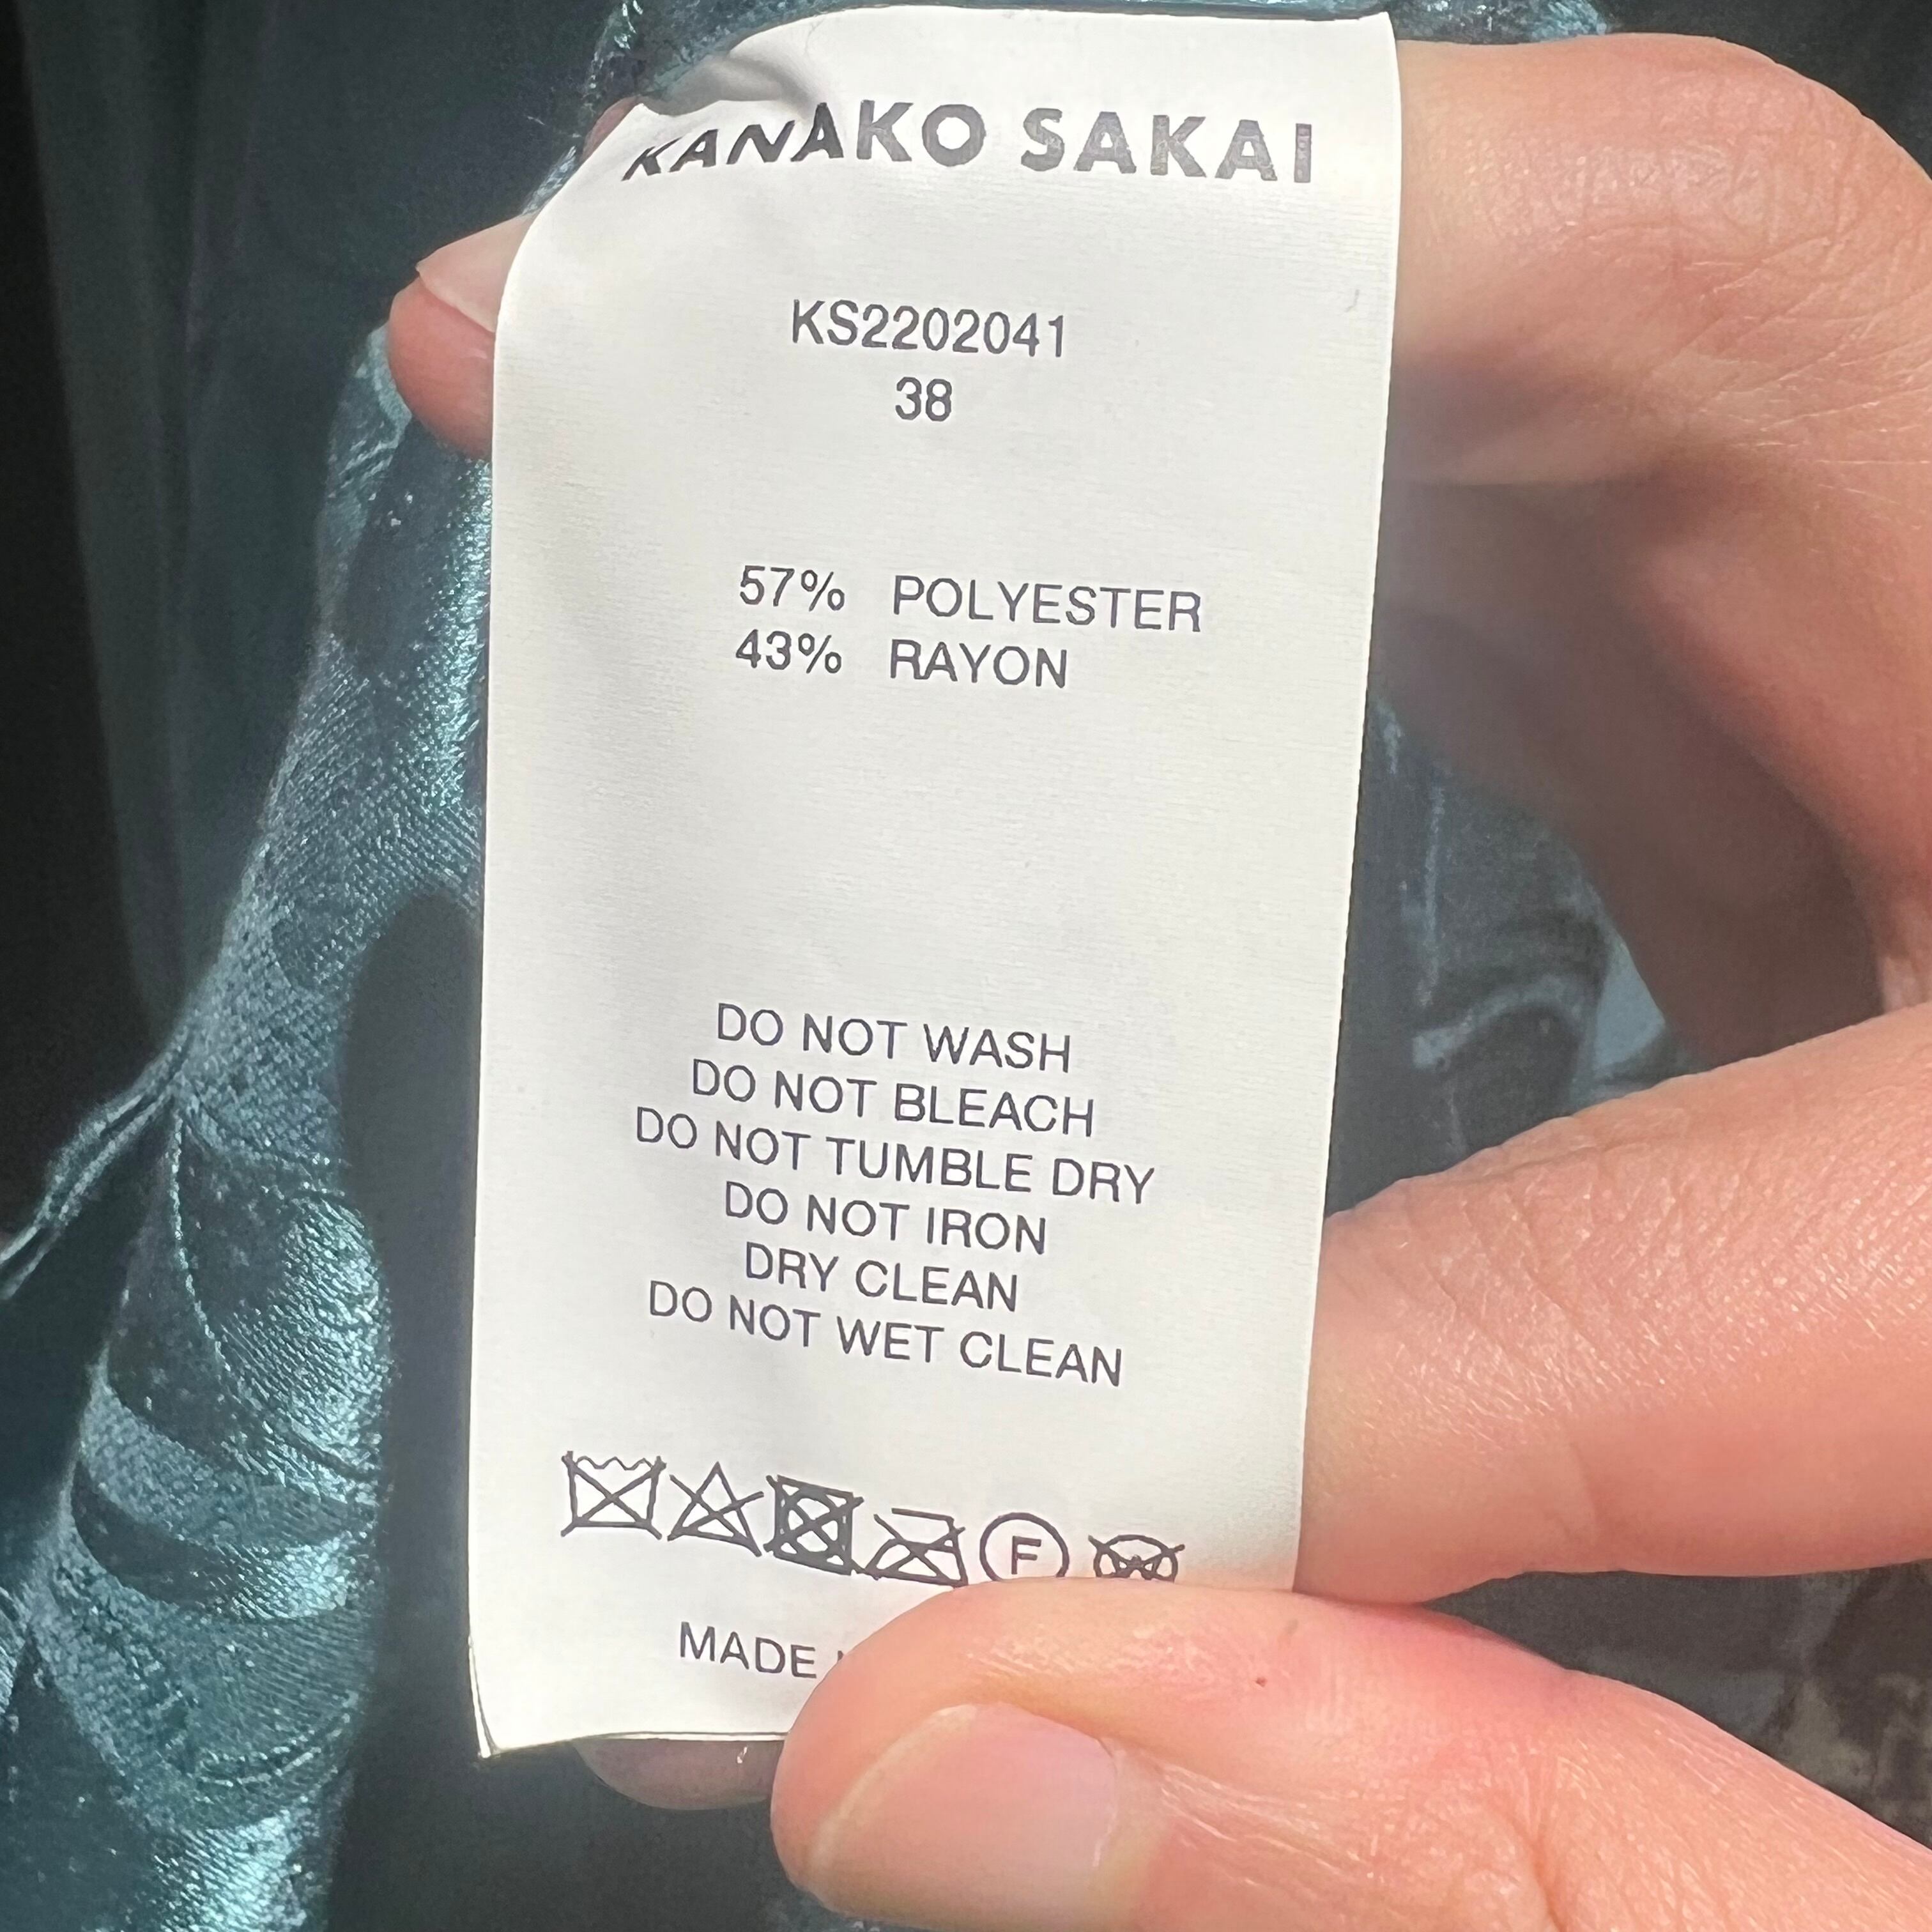 KANAKO SAKAI
KS2202041
38
57% POLYESTER
43% RAYON
DO NOT WASH
DO NOT BLEACH
DO NOT TUMBLE DRY
DO NOT IRON
DRY CLEAN
DO NOT WET CLEAN
F W
MADE